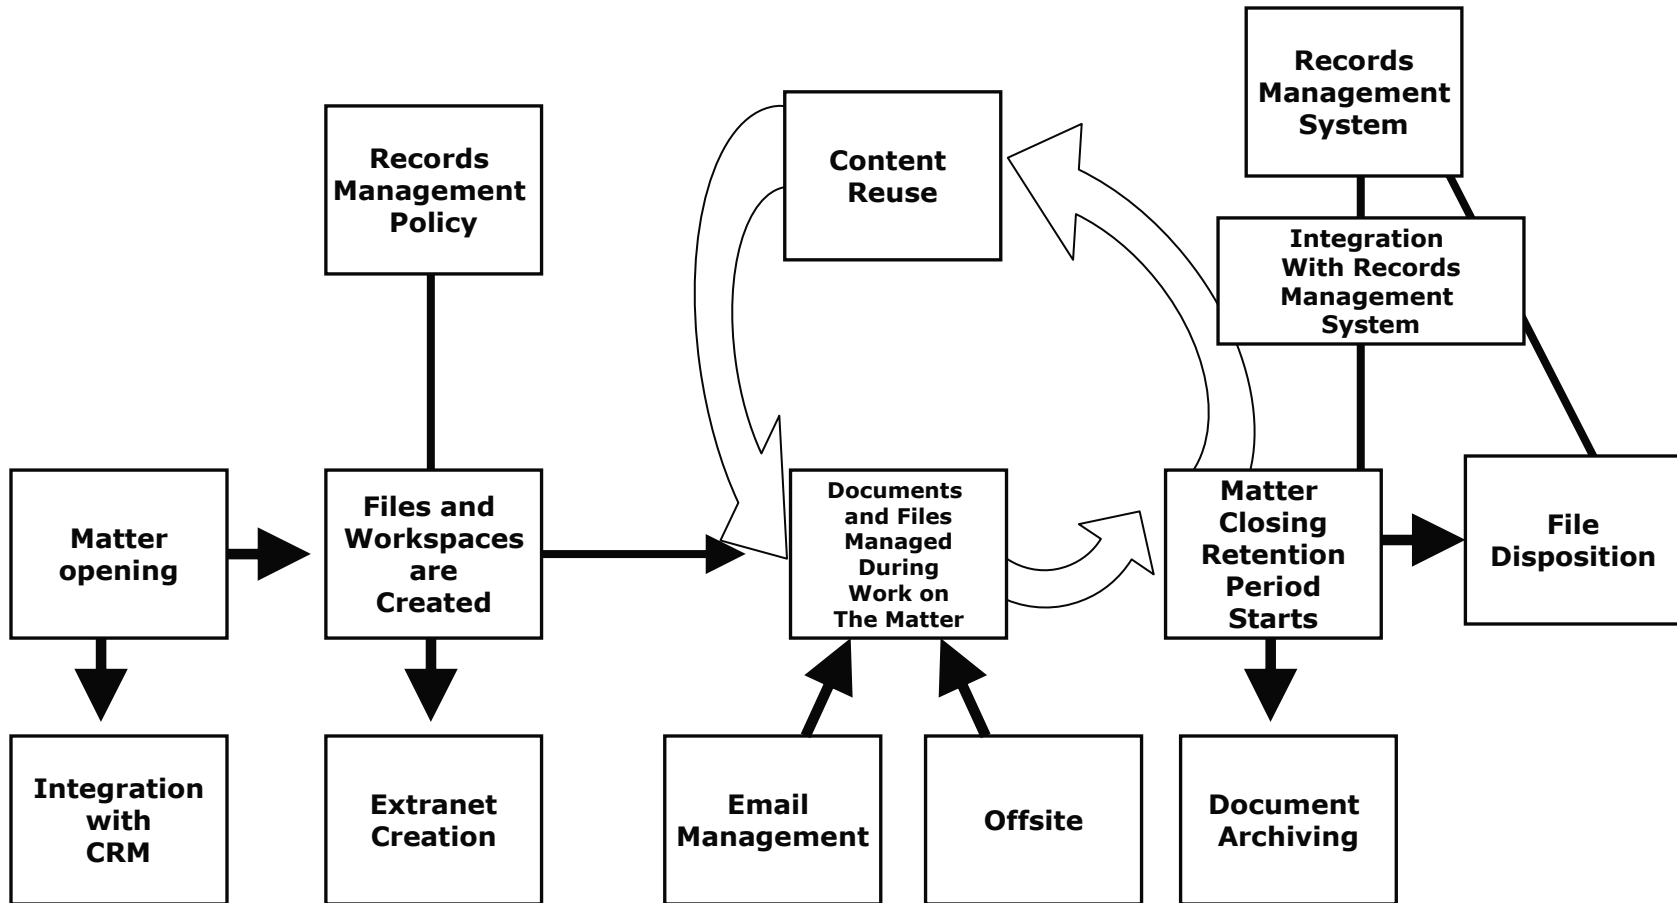 Records
Management
System
Records
Management
Policy
Content
Reuse
Integration
With Records
Management
System
Matter
opening
Files and
Workspaces
are
Created
Documents
and Files
Managed
During
Work on
The Matter
Matter
Closing
Retention
Period
Starts
File
Disposition
Integration
with
CRM
Extranet
Creation
Email
Management
Offsite
Document
Archiving